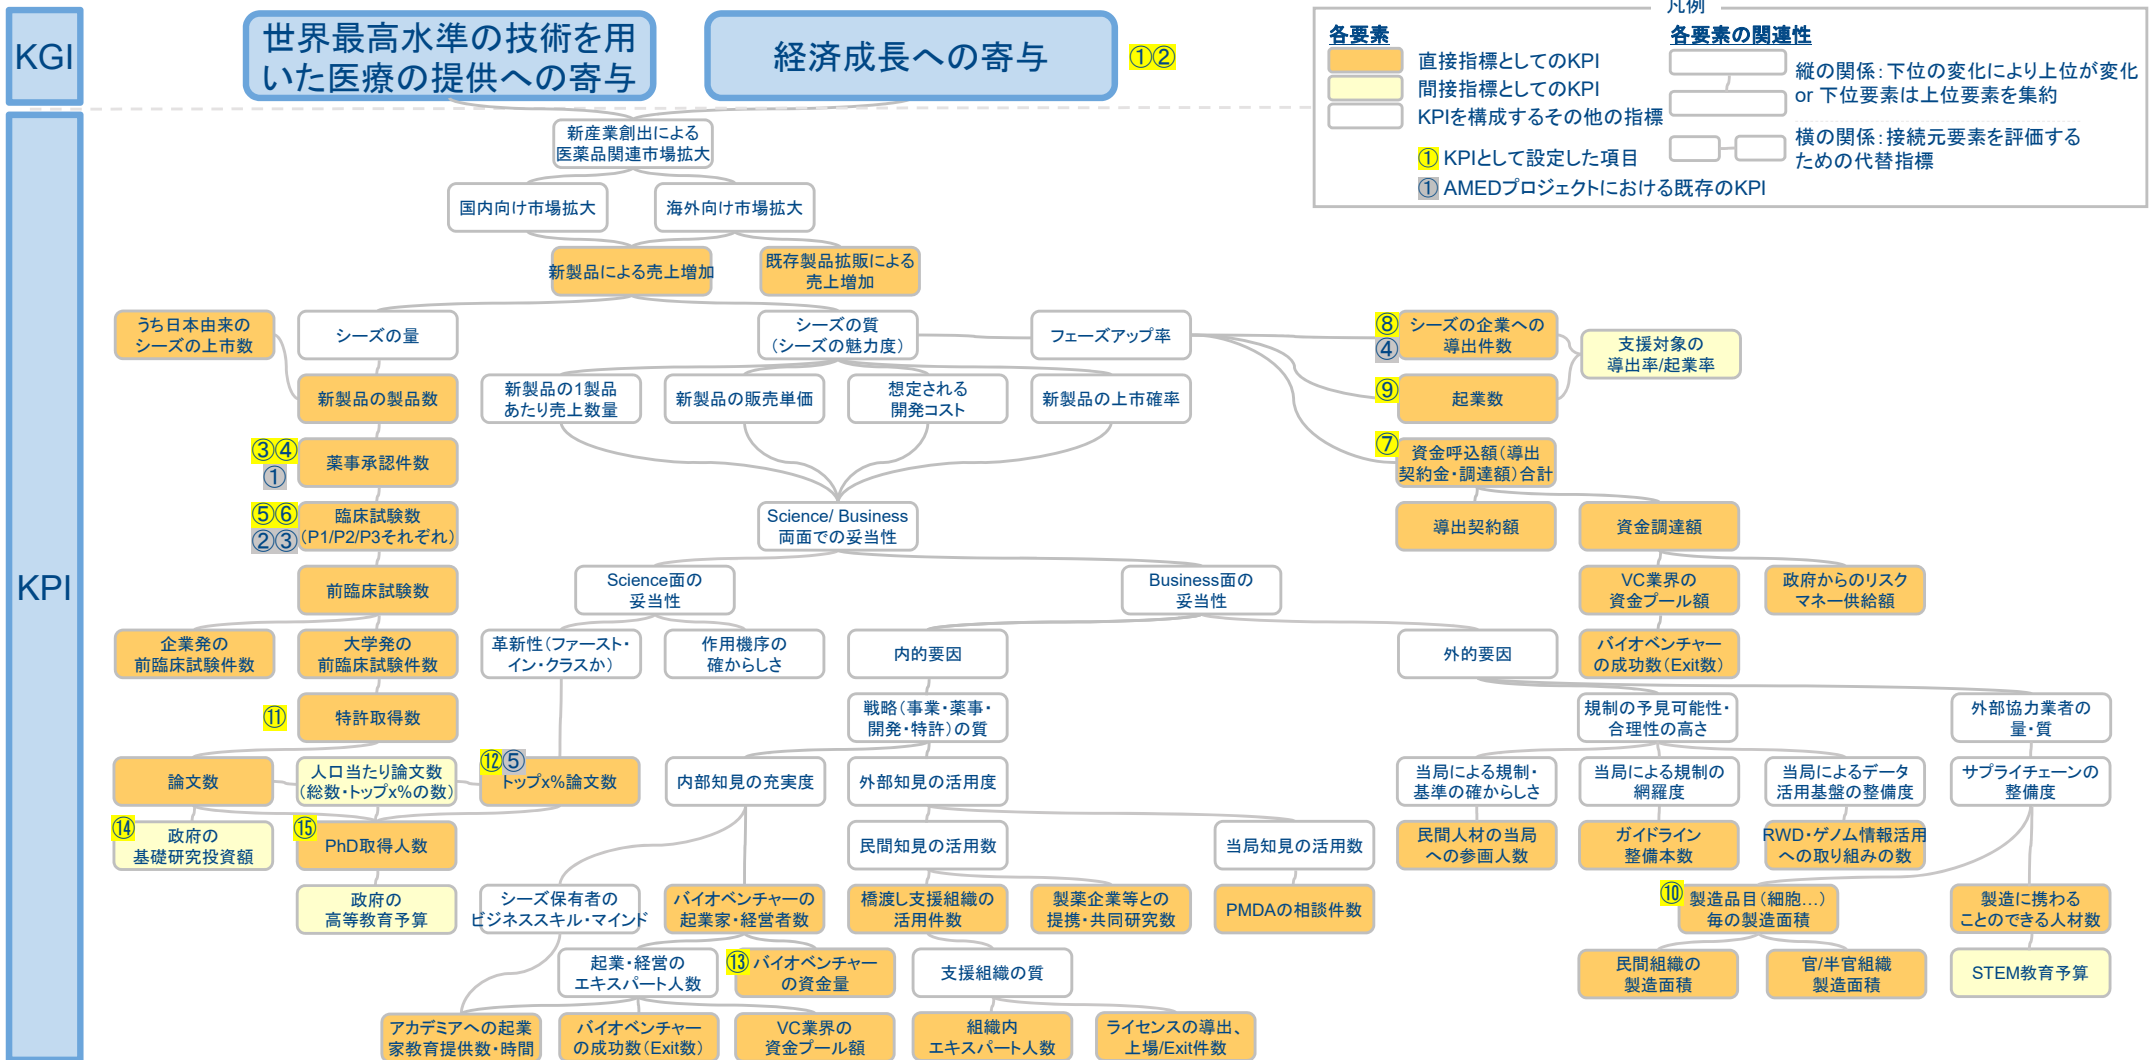 KGI
世界最高水準の技術を用
いた医療の提供への寄与
経済成長への寄与
①②
凡例
各要素
直接指標としてのKPI
間接指標としてのKPI
KPIを構成するその他の指標
① KPIとして設定した項目
① AMEDプロジェクトにおける既存のKPI
各要素の関連性
縦の関係：下位の変化により上位が変化
or 下位要素は上位要素を集約
横の関係：接続元要素を評価する
ための代替指標
KPI
新産業創出による
医薬品関連市場拡大
国内向け市場拡大
海外向け市場拡大
新製品による売上増加
既存製品拡販による
売上増加
うち日本由来の
シーズの上市数
シーズの量
シーズの質
（シーズの魅力度）
フェーズアップ率
⑧
④
シーズの企業への
導出件数
支援対象の
導出率/起業率
新製品の製品数
新製品の1製品
あたり売上数量
新製品の販売単価
想定される
開発コスト
新製品の上市確率
⑨
起業数
③④
①
薬事承認件数
⑦
資金呼込額（導出
契約金・調達額）合計
⑤⑥
②③
臨床試験数
（P1/P2/P3それぞれ）
Science/ Business
両面での妥当性
導出契約額
資金調達額
前臨床試験数
Science面の
妥当性
Business面の
妥当性
VC業界の
資金プール額
政府からのリスク
マネー供給額
企業発の
前臨床試験件数
大学発の
前臨床試験件数
革新性（ファースト・
イン・クラスか）
作用機序の
確からしさ
内的要因
外的要因
バイオベンチャー
の成功数（Exit数）
⑪
特許取得数
戦略（事業・薬事・
開発・特許）の質
規制の予見可能性・
合理性の高さ
外部協力業者の
量・質
論文数
人口当たり論文数
（総数・トップx%の数）
⑫⑤
トップx%論文数
内部知見の充実度
外部知見の活用度
当局による規制・
基準の確からしさ
当局による規制の
網羅度
当局によるデータ
活用基盤の整備度
サプライチェーンの
整備度
⑭
政府の
基礎研究投資額
⑮
PhD取得人数
民間知見の活用数
当局知見の活用数
民間人材の当局
への参画人数
ガイドライン
整備本数
RWD・ゲノム情報活用
への取り組みの数
政府の
高等教育予算
シーズ保有者の
ビジネススキル・マインド
バイオベンチャーの
起業家・経営者数
橋渡し支援組織の
活用件数
製薬企業等との
提携・共同研究数
PMDAの相談件数
⑩
製造品目（細胞…）
毎の製造面積
製造に携わる
ことのできる人材数
起業・経営の
エキスパート人数
⑬
バイオベンチャー
の資金量
支援組織の質
民間組織の
製造面積
官/半官組織
製造面積
STEM教育予算
アカデミアへの起業
家教育提供数・時間
バイオベンチャー
の成功数（Exit数）
VC業界の
資金プール額
組織内
エキスパート人数
ライセンスの導出、
上場/Exit件数